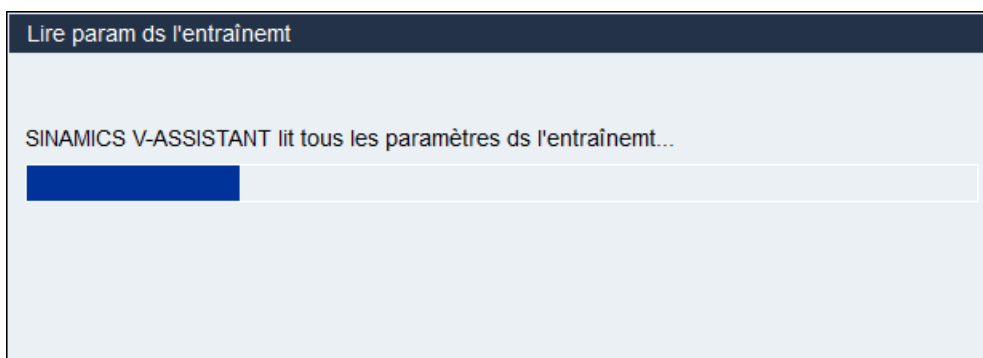 Lire param ds l'entraînemt
SINAMICS V-ASSISTANT lit tous les paramètres ds l'entraînemt...